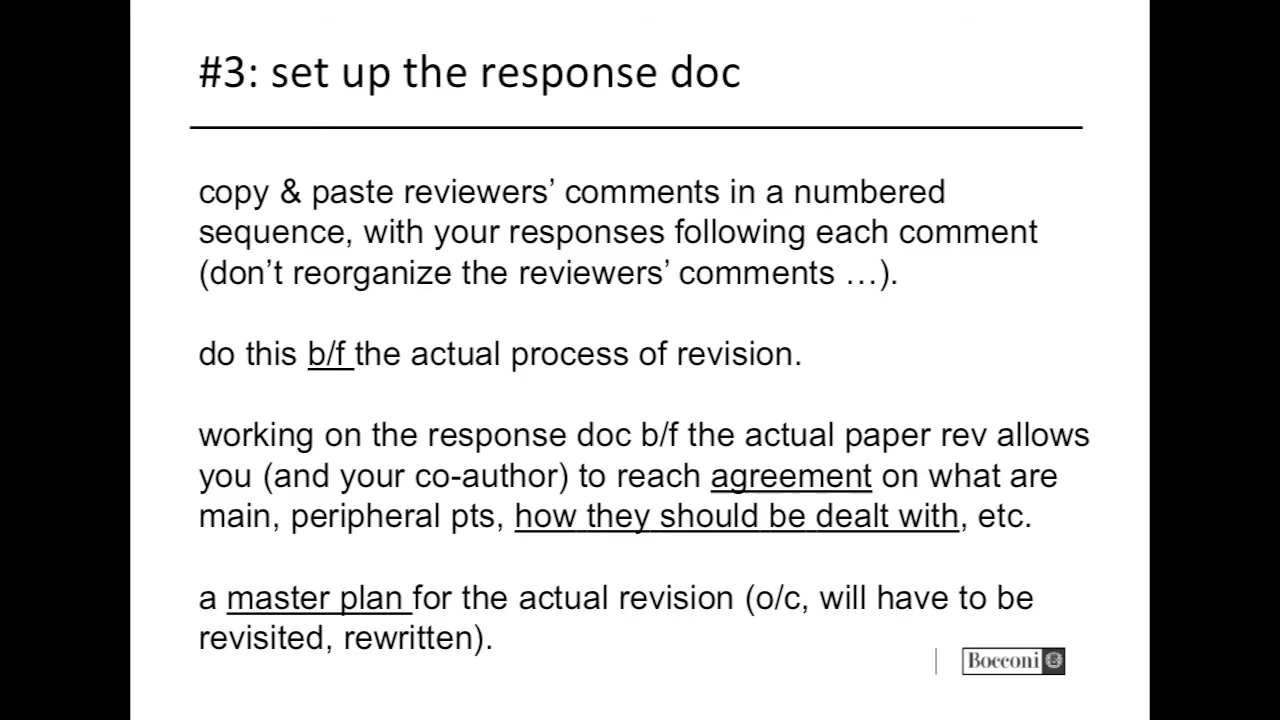 #3: set up the response doc
copy & paste reviewers’ comments in a numbered
sequence, with your responses following each comment
(don’t reorganize the reviewers’ comments …).
do this b/f the actual process of revision.
working on the response doc b/f the actual paper rev allows
you (and your co-author) to reach agreement on what are
main, peripheral pts, how they should be dealt with, etc.
a master plan for the actual revision (o/c, will have to be
revisited, rewritten).
Bocconi